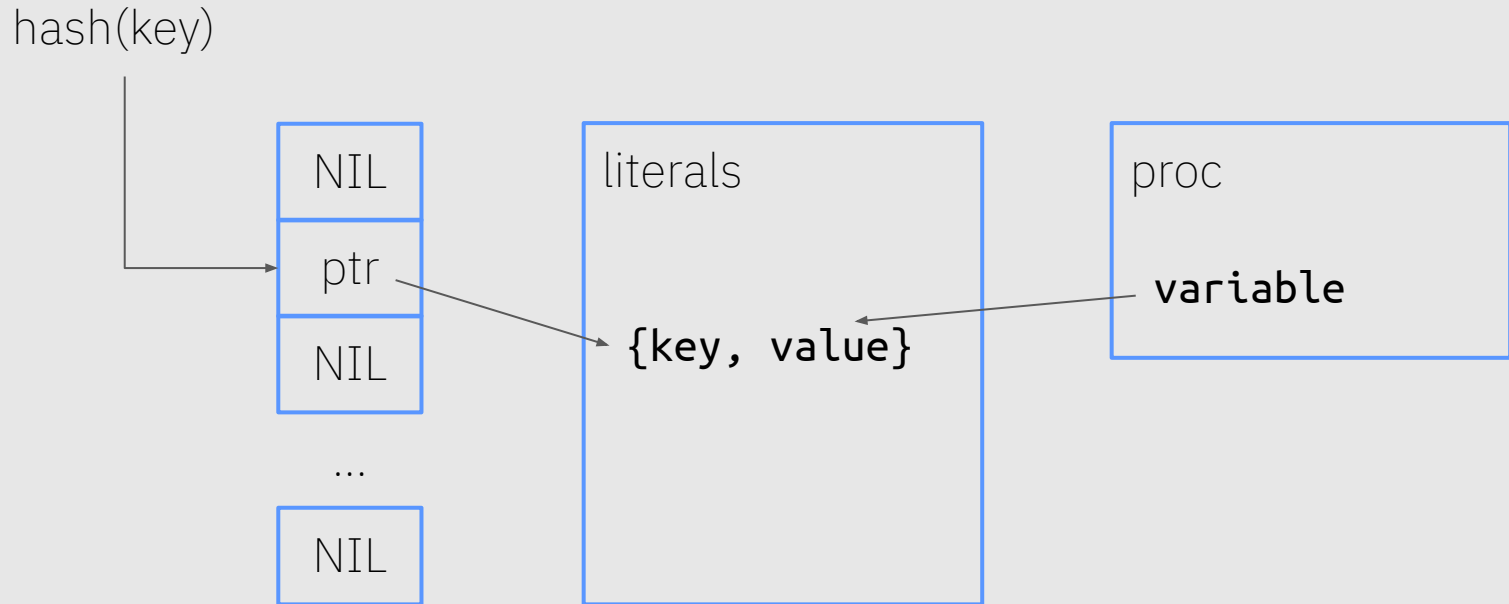 hash(key)
NIL
ptr
NIL
...
NIL
literals
{key, value}
proc
variable